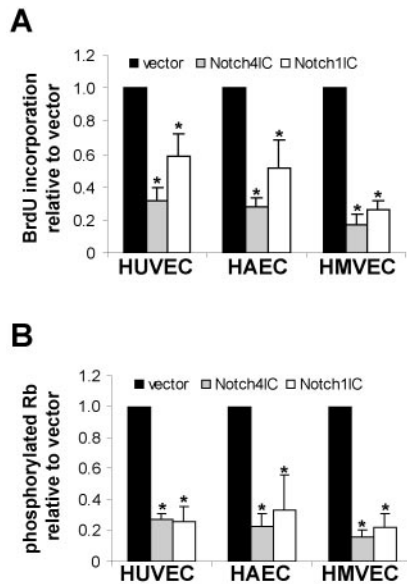 A
BrdU incorporation
relative to vector
1.2
1.0
0.8
0.6
0.4
0.2
0
vector Notch4IC Notch1IC
* * * * * *
HUVEC HAEC HMVEC
B
phosphorylated Rb
relative to vector
1.2
1.0
0.8
0.6
0.4
0.2
0
vector Notch4IC Notch1IC
* * * * * *
HUVEC HAEC HMVEC